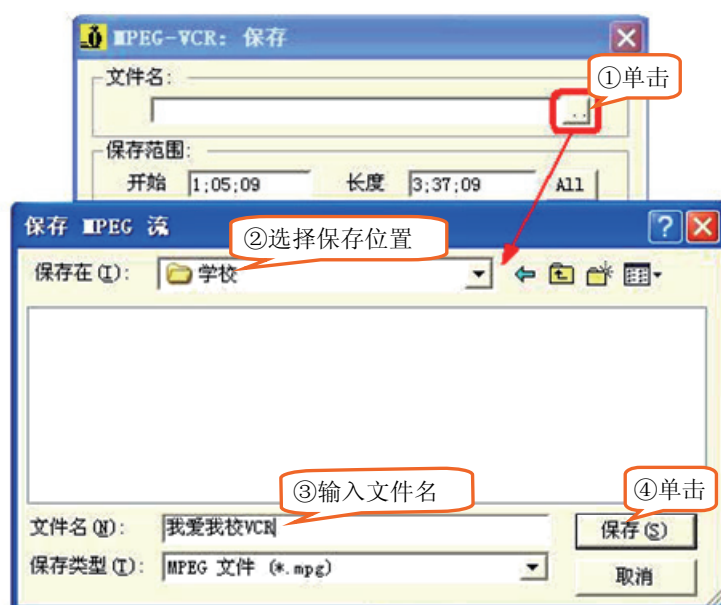 MPEG-VCR: 保存
文件名:
①单击
..
保存范围:
开始 1;05;09 长度 3;37;09 All
保存 MPEG 流
②选择保存位置
保存在(I): 学校
③输入文件名
④单击
文件名(N): 我爱我校VCR
保存(S)
保存类型(T): MPEG 文件 (*.mpg)
取消